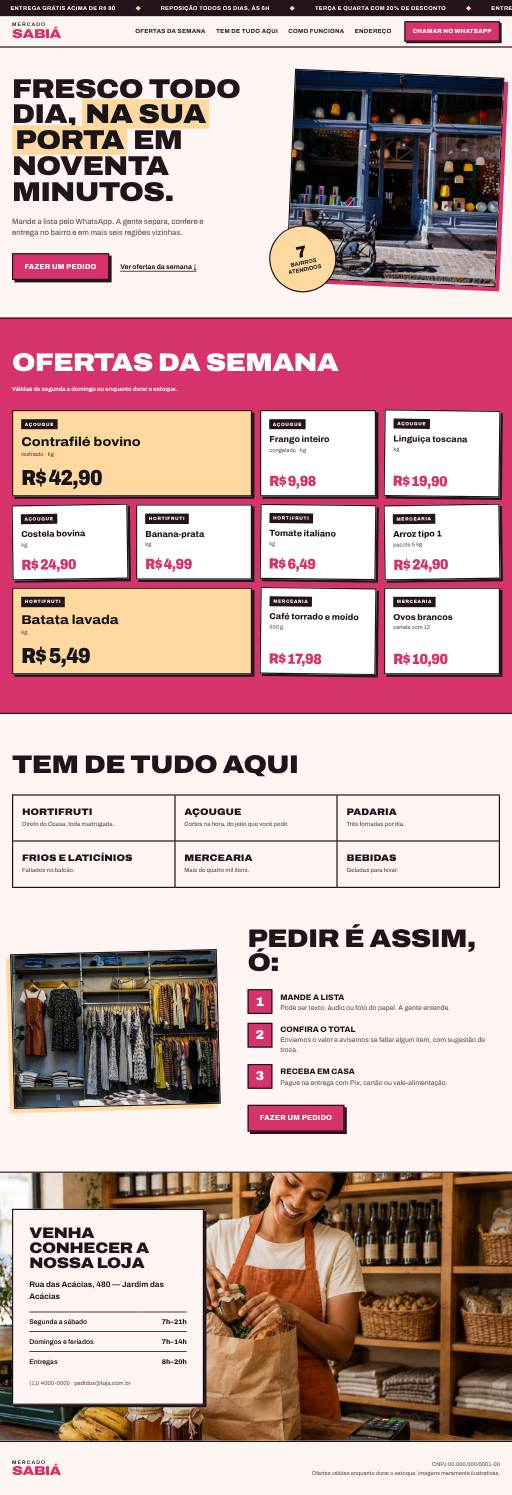 ENTREGA GRÁTIS ACIMA DE R$ 80 ◆ REPOSIÇÃO TODOS OS DIAS, ÀS 6H ◆ TERÇA E QUARTA COM 20% DE DESCONTO ◆ ENTRE
MERCADO
SABIÁ
OFERTAS DA SEMANA
TEM DE TUDO AQUI
COMO FUNCIONA
ENDEREÇO
CHAMAR NO WHATSAPP
FRESCO TODO
DIA, NA SUA
PORTA EM
NOVENTA
MINUTOS.
Mande a lista pelo WhatsApp. A gente separa, confere e
entrega no bairro e em mais seis regiões vizinhas.
FAZER UM PEDIDO
Ver ofertas da semana ↓
7
BAIRROS
ATENDIDOS
OFERTAS DA SEMANA
Válidas de segunda a domingo ou enquanto durar o estoque.
AÇOUGUE
Contrafilé bovino
resfriado · kg
R$ 42,90
AÇOUGUE
Frango inteiro
congelado · kg
R$ 9,98
AÇOUGUE
Linguiça toscana
kg
R$ 19,90
AÇOUGUE
Costela bovina
kg
R$ 24,90
HORTIFRUTI
Banana-prata
kg
R$ 4,99
HORTIFRUTI
Tomate italiano
kg
R$ 6,49
MERCEARIA
Arroz tipo 1
pacote 5 kg
R$ 24,90
HORTIFRUTI
Batata lavada
kg
R$ 5,49
MERCEARIA
Café torrado e moído
500 g
R$ 17,98
MERCEARIA
Ovos brancos
cartela com 12
R$ 10,90
TEM DE TUDO AQUI
HORTIFRUTI
Direto do Ceasa, toda madrugada.
AÇOUGUE
Cortes na hora, do jeito que você pedir.
PADARIA
Três fornadas por dia.
FRIOS E LATICÍNIOS
Fatiados no balcão.
MERCEARIA
Mais de quatro mil itens.
BEBIDAS
Geladas para levar.
PEDIR É ASSIM,
Ó:
1
MANDE A LISTA
Pode ser texto, áudio ou foto do papel. A gente entende.
2
CONFIRA O TOTAL
Enviamos o valor e avisamos se faltar algum item, com sugestão de
troca.
3
RECEBA EM CASA
Pague na entrega com Pix, cartão ou vale-alimentação.
FAZER UM PEDIDO
VENHA
CONHECER A
NOSSA LOJA
Rua das Acácias, 480 — Jardim das
Acácias
Segunda a sábado 7h–21h
Domingos e feriados 7h–14h
Entregas 8h–20h
(11) 4000-0000 · pedidos@loja.com.br
MERCADO
SABIÁ
CNPJ 00.000.000/0001-00
Ofertas válidas enquanto durar o estoque. Imagens meramente ilustrativas.